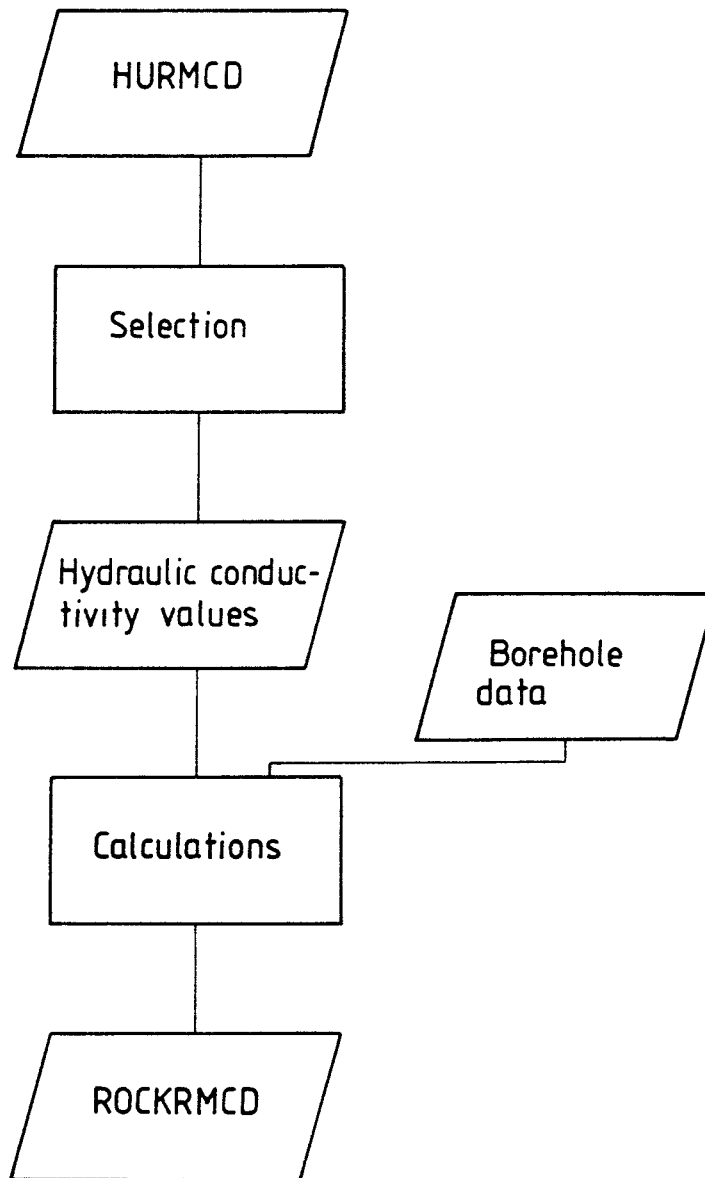 HURMCD
Selection
Hydraulic conduc-
tivity values
Borehole
data
Calculations
ROCKRMCD